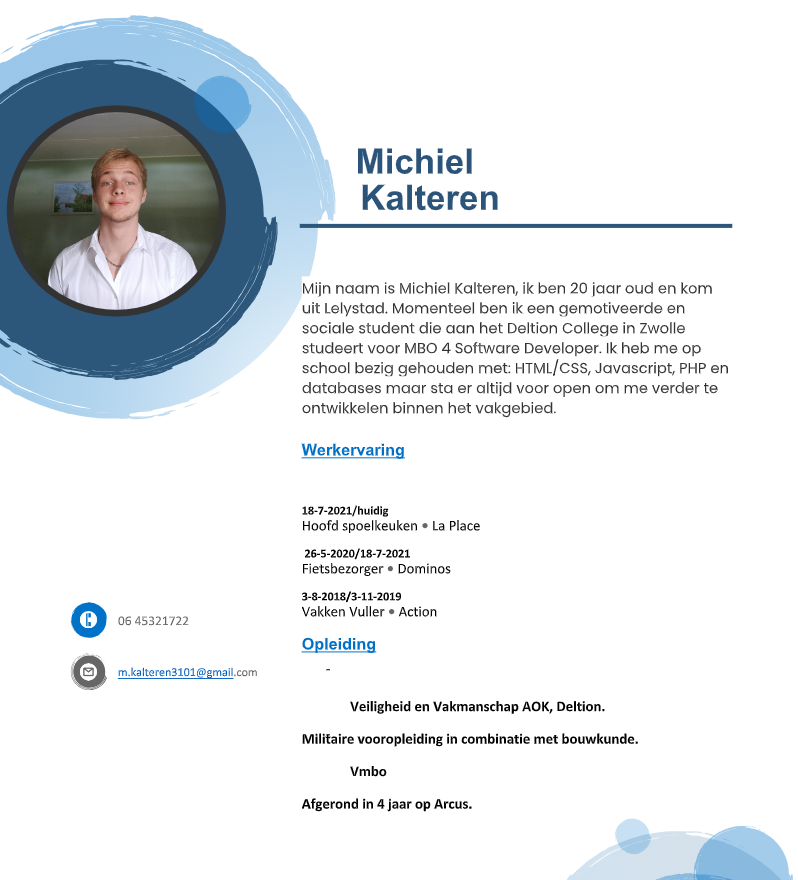 Michiel
Kalteren
Mijn naam is Michiel Kalteren, ik ben 20 jaar oud en kom
uit Lelystad. Momenteel ben ik een gemotiveerde en
sociale student die aan het Deltion College in Zwolle
studeert voor MBO 4 Software Developer. Ik heb me op
school bezig gehouden met: HTML/CSS, Javascript, PHP en
databases maar sta er altijd voor open om me verder te
ontwikkelen binnen het vakgebied.
Werkervaring
18-7-2021/huidig
Hoofd spoelkeuken • La Place
26-5-2020/18-7-2021
Fietsbezorger • Dominos
3-8-2018/3-11-2019
Vakken Vuller • Action
06 45321722
m.kalteren3101@gmail.com
Opleiding
-
Veiligheid en Vakmanschap AOK, Deltion.
Militaire vooropleiding in combinatie met bouwkunde.
Vmbo
Afgerond in 4 jaar op Arcus.